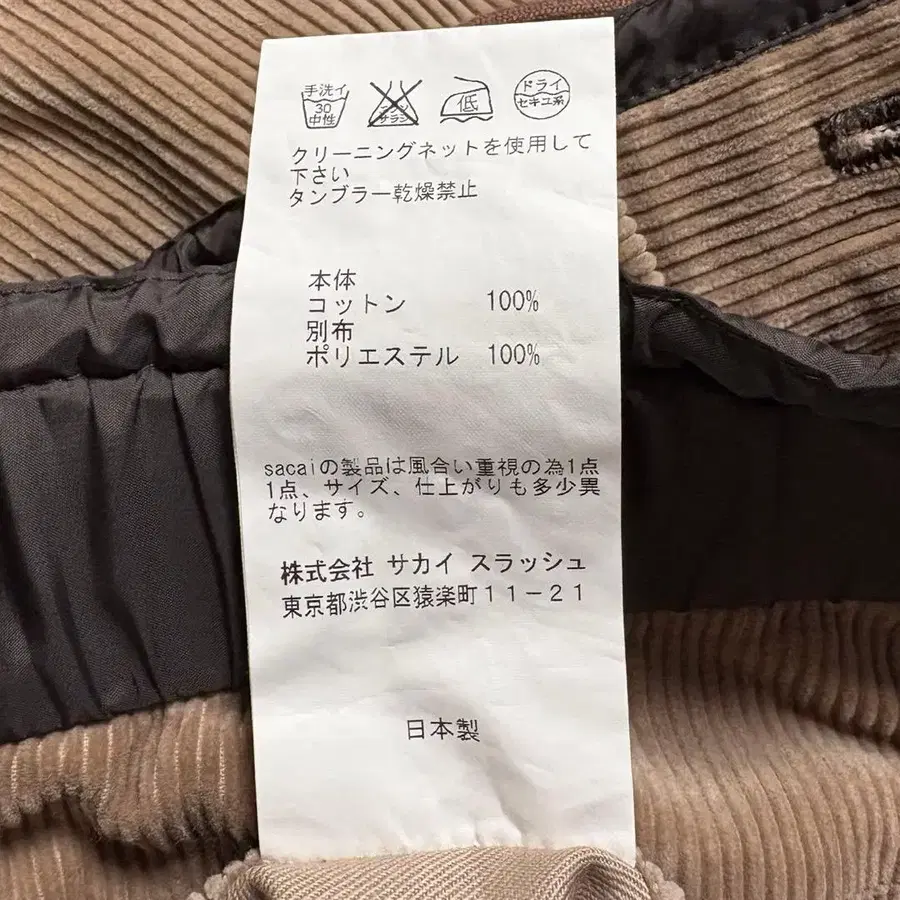 手洗イ
30
中性
エンソ
サラシ
低
ドライ
セキユ系
クリーニングネットを使用して
下さい
タンブラー乾燥禁止
本体
コットン 100%
別布
ポリエステル 100%
sacaiの製品は風合い重視の為1点
1点、サイズ、仕上がりも多少異
なります。
株式会社 サカイ スラッシュ
東京都渋谷区猿楽町11-21
日本製